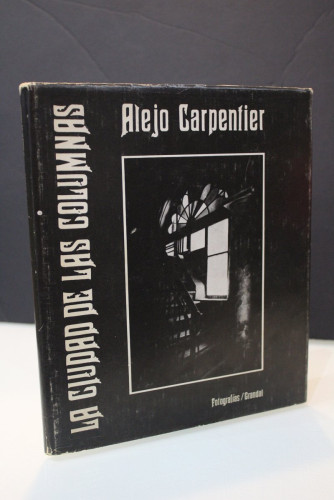 LA CIUDAD DE LAS COLUMNAS
Alejo Carpentier
Fotografías / Grandal